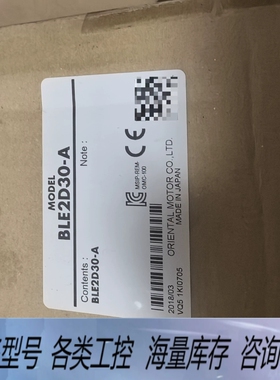 MODEL
BLE2D30-A
Note :
Contents :
BLE2D30-A
MSIP-REM-
OMC-100
CE
2018/03
ORIENTAL MOTOR CO.,LTD.
MADE IN JAPAN
型号 各类工控 海量库存 咨询